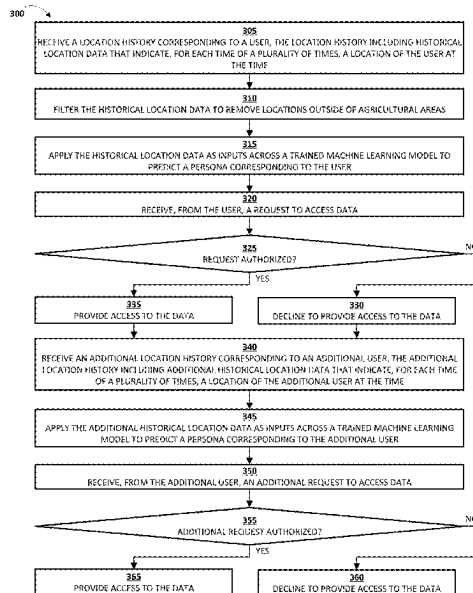 300
305
RECEIVE A LOCATION HISTORY CORRESPONDING TO A USER, THE LOCATION HISTORY INCLUDING HISTORICAL
LOCATION DATA THAT INDICATE, FOR EACH TIME OF A PLURALITY OF TIMES, A LOCATION OF THE USER AT
THE TIME
310
FILTER THE HISTORICAL LOCATION DATA TO REMOVE LOCATIONS OUTSIDE OF AGRICULTURAL AREAS
315
APPLY THE HISTORICAL LOCATION DATA AS INPUTS ACROSS A TRAINED MACHINE LEARNING MODEL TO
PREDICT A PERSONA CORRESPONDING TO THE USER
320
RECEIVE, FROM THE USER, A REQUEST TO ACCESS DATA
325
REQUEST AUTHORIZED?
NO
YES
335
PROVIDE ACCESS TO THE DATA
330
DECLINE TO PROVIDE ACCESS TO THE DATA
340
RECEIVE AN ADDITIONAL LOCATION HISTORY CORRESPONDING TO AN ADDITIONAL USER, THE ADDITIONAL
LOCATION HISTORY INCLUDING ADDITIONAL HISTORICAL LOCATION DATA THAT INDICATE, FOR EACH TIME
OF A PLURALITY OF TIMES, A LOCATION OF THE ADDITIONAL USER AT THE TIME
345
APPLY THE ADDITIONAL HISTORICAL LOCATION DATA AS INPUTS ACROSS A TRAINED MACHINE LEARNING
MODEL TO PREDICT A PERSONA CORRESPONDING TO THE ADDITIONAL USER
350
RECEIVE, FROM THE ADDITIONAL USER, AN ADDITIONAL REQUEST TO ACCESS DATA
355
ADDITIONAL REQUEST AUTHORIZED?
NO
YES
365
PROVIDE ACCESS TO THE DATA
360
DECLINE TO PROVIDE ACCESS TO THE DATA